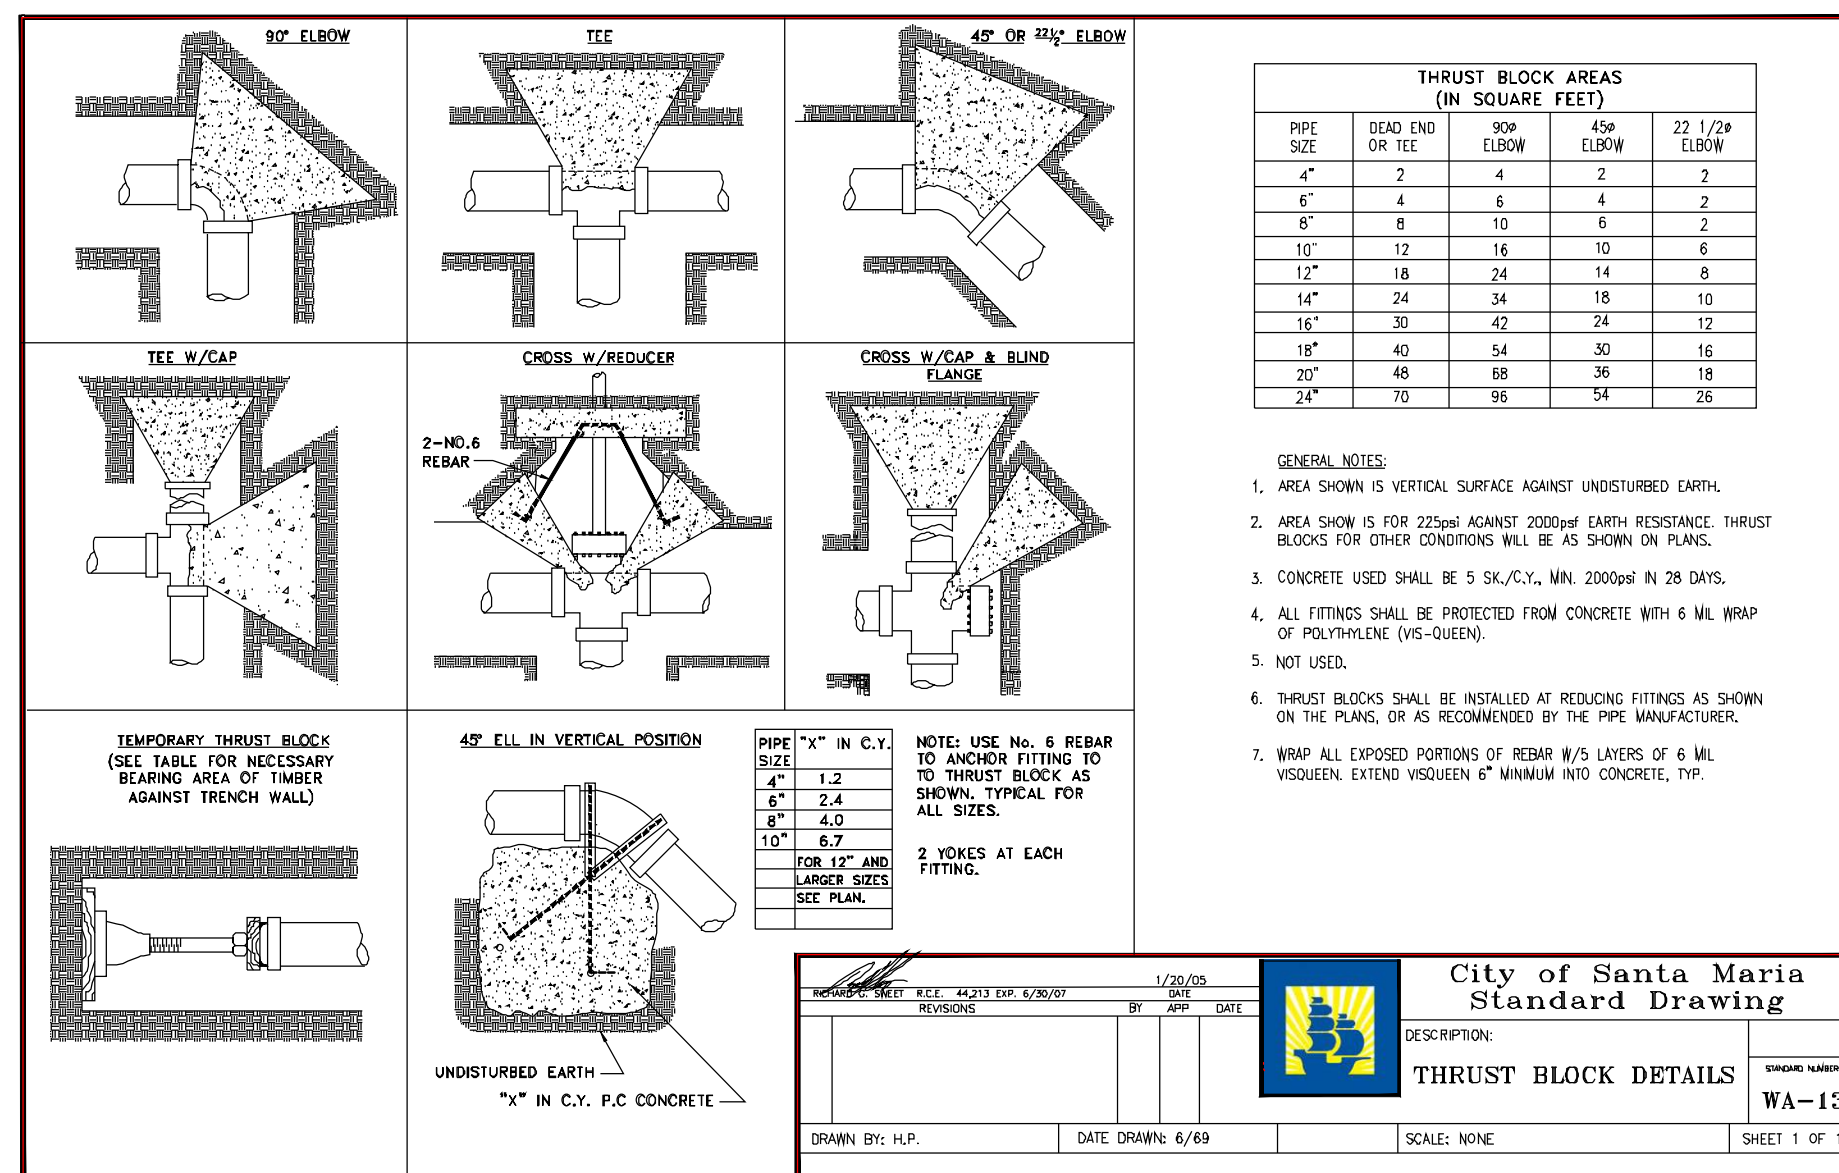 90° ELBOW
TEE
45° OR 22½° ELBOW
TEE W/CAP
CROSS W/REDUCER
2-NO.6
REBAR
CROSS W/CAP & BLIND
FLANGE
TEMPORARY THRUST BLOCK
(SEE TABLE FOR NECESSARY
BEARING AREA OF TIMBER
AGAINST TRENCH WALL)
45° ELL IN VERTICAL POSITION
UNDISTURBED EARTH
"X" IN C.Y. P.C CONCRETE
PIPE SIZE "X" IN C.Y.
4" 1.2
6" 2.4
8" 4.0
10" 6.7
FOR 12" AND
LARGER SIZES
SEE PLAN.
NOTE: USE No. 6 REBAR
TO ANCHOR FITTING TO
TO THRUST BLOCK AS
SHOWN. TYPICAL FOR
ALL SIZES.
2 YOKES AT EACH
FITTING.
THRUST BLOCK AREAS
(IN SQUARE FEET)
PIPE SIZE DEAD END OR TEE 90ø ELBOW 45ø ELBOW 22 1/2ø ELBOW
4" 2 4 2 2
6" 4 6 4 2
8" 8 10 6 2
10" 12 16 10 6
12" 18 24 14 8
14" 24 34 18 10
16" 30 42 24 12
18" 40 54 30 16
20" 48 68 36 18
24" 70 96 54 26
GENERAL NOTES:
1. AREA SHOWN IS VERTICAL SURFACE AGAINST UNDISTURBED EARTH.
2. AREA SHOW IS FOR 225psi AGAINST 2000psf EARTH RESISTANCE. THRUST
BLOCKS FOR OTHER CONDITIONS WILL BE AS SHOWN ON PLANS.
3. CONCRETE USED SHALL BE 5 SK./C.Y., MIN. 2000psi IN 28 DAYS.
4. ALL FITTINGS SHALL BE PROTECTED FROM CONCRETE WITH 6 MIL WRAP
OF POLYTHYLENE (VIS-QUEEN).
5. NOT USED.
6. THRUST BLOCKS SHALL BE INSTALLED AT REDUCING FITTINGS AS SHOWN
ON THE PLANS, OR AS RECOMMENDED BY THE PIPE MANUFACTURER.
7. WRAP ALL EXPOSED PORTIONS OF REBAR W/5 LAYERS OF 6 MIL
VISQUEEN. EXTEND VISQUEEN 6" MINIMUM INTO CONCRETE, TYP.
1/20/05
RICHARD G. SWEET R.C.E. 44,213 EXP. 6/30/07 DATE
REVISIONS BY APP DATE
City of Santa Maria
Standard Drawing
DESCRIPTION:
THRUST BLOCK DETAILS
STANDARD NUMBER
WA-13
DRAWN BY: H.P. DATE DRAWN: 6/69 SCALE: NONE SHEET 1 OF 1